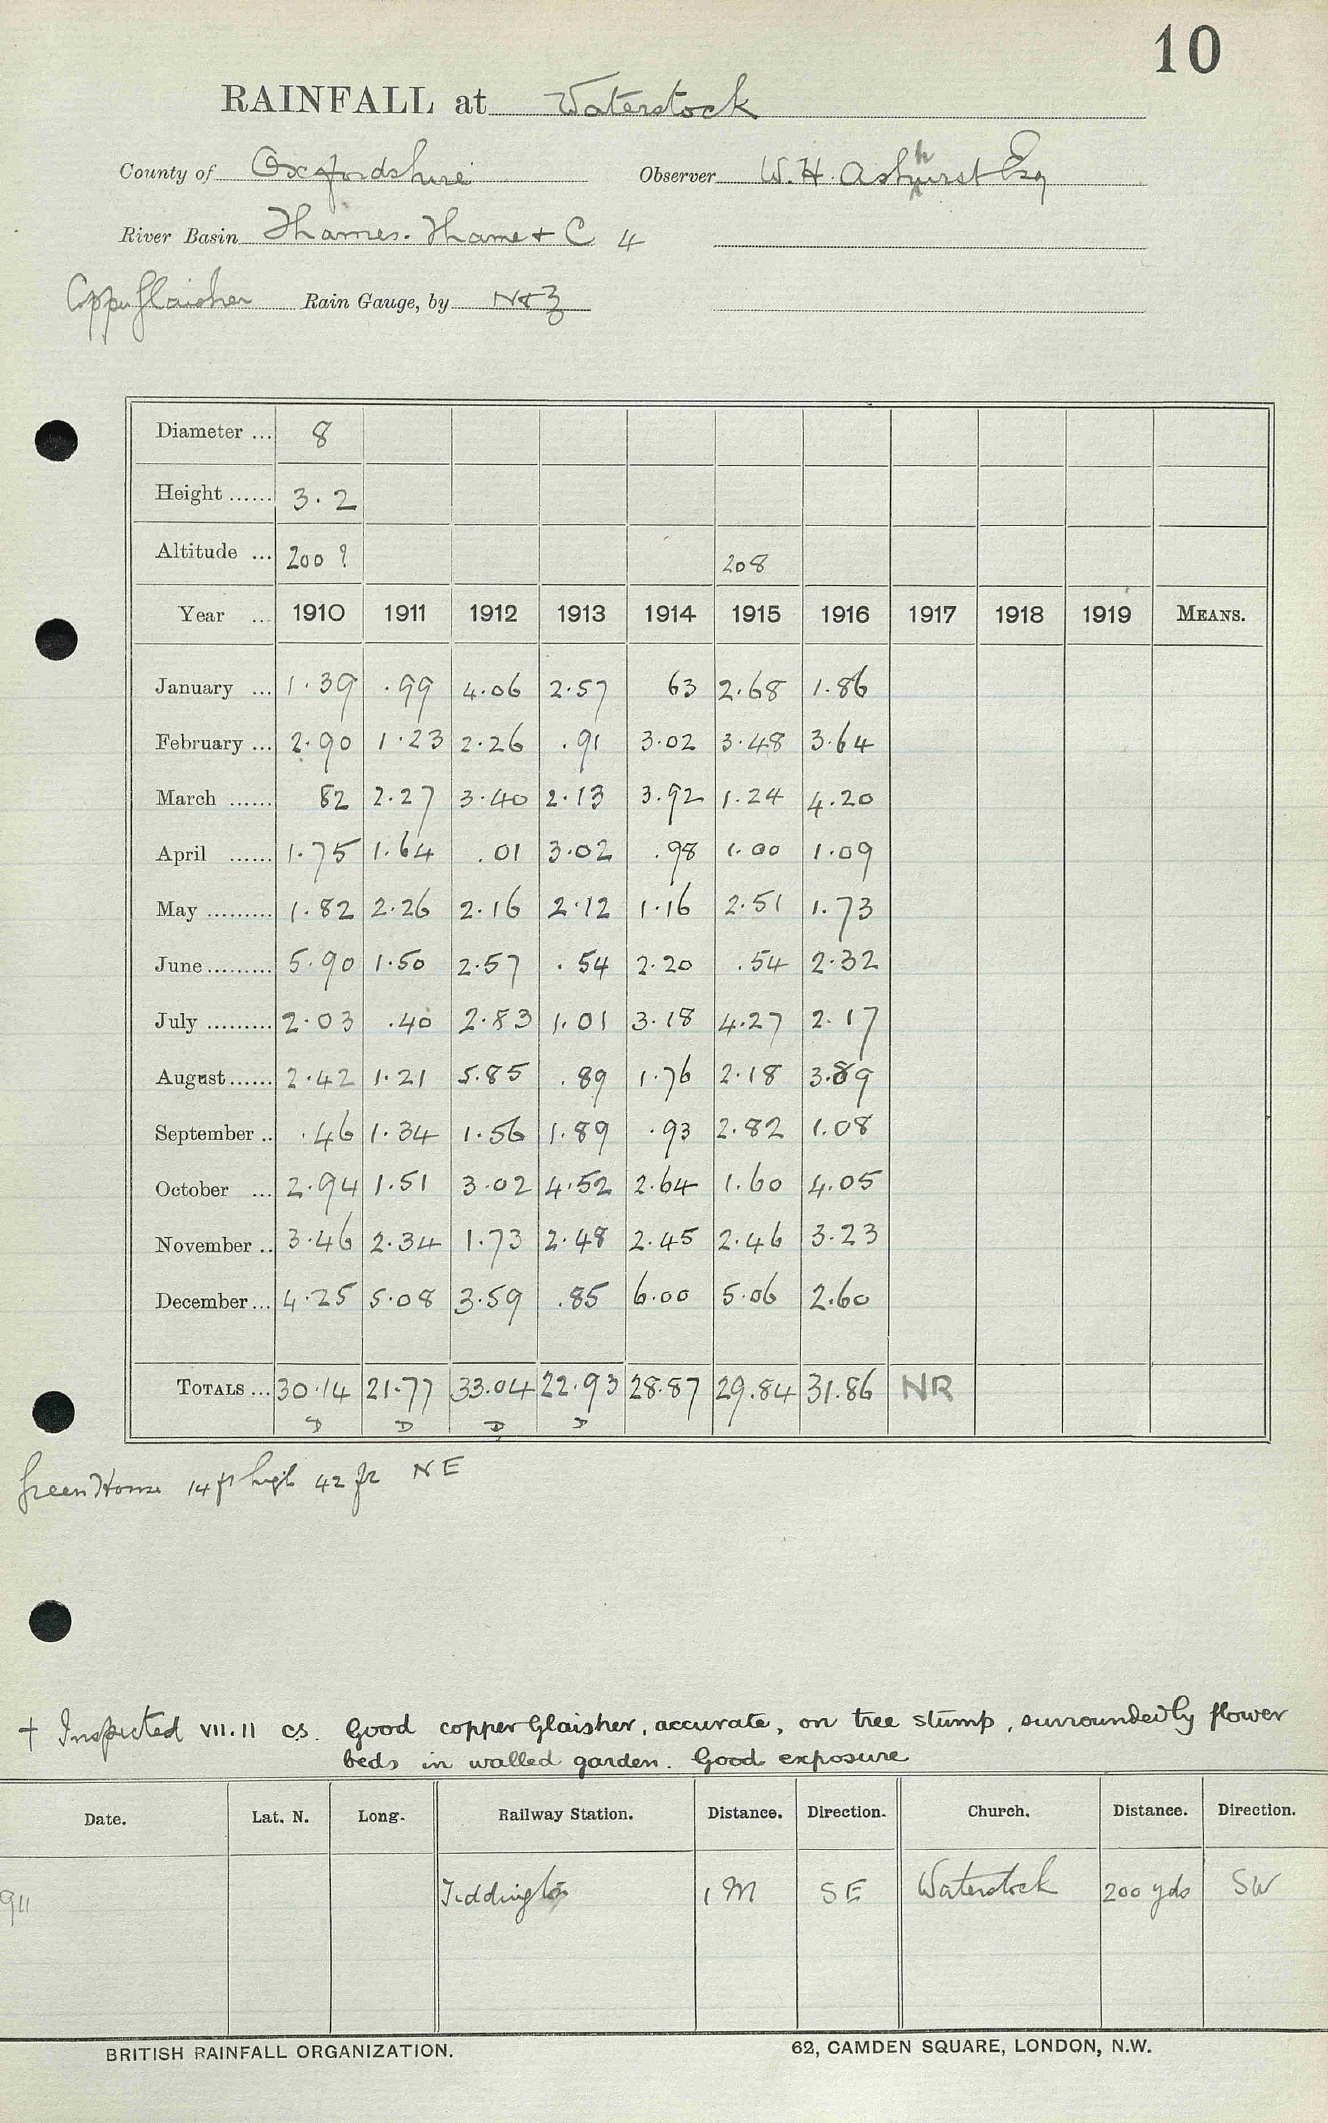 10
RAINFALL at Waterstock
County of Oxfordshire Observer W. H. Ashhurst Esq
River Basin Thames. Thame & C 4
Copper Glaisher Rain Gauge, by N & Z
Diameter ... 8
Height ...... 3.2
Altitude ... 200 ? 208
Year ... 1910 1911 1912 1913 1914 1915 1916 1917 1918 1919 MEANS.
January ... 1.39 .99 4.06 2.57 63 2.68 1.86
February ... 2.90 1.23 2.26 .91 3.02 3.48 3.64
March ...... 82 2.27 3.40 2.13 3.92 1.24 4.20
April ...... 1.75 1.64 .01 3.02 .98 1.00 1.09
May ......... 1.82 2.26 2.16 2.12 1.16 2.51 1.73
June ......... 5.90 1.50 2.57 .54 2.20 .54 2.32
July ......... 2.03 .40 2.83 1.01 3.18 4.27 2.17
August ...... 2.42 1.21 5.85 .89 1.76 2.18 3.89
September .. .46 1.34 1.56 1.89 .93 2.82 1.08
October ... 2.94 1.51 3.02 4.52 2.64 1.60 4.05
November .. 3.46 2.34 1.73 2.48 2.45 2.46 3.23
December ... 4.25 5.08 3.59 .85 6.00 5.06 2.60
TOTALS ... 30.14 21.77 33.04 22.93 28.87 29.84 31.86 NR
D D D D
Green House 14 ft high 42 ft NE
† Inspected VII.11 cs. Good copper Glaisher, accurate, on tree stump, surrounded by flower
beds in walled garden. Good exposure
Date. Lat. N. Long. Railway Station. Distance. Direction. Church. Distance. Direction.
911 Tiddington 1 M SE Waterstock 200 yds SW
BRITISH RAINFALL ORGANIZATION. 62, CAMDEN SQUARE, LONDON, N.W.